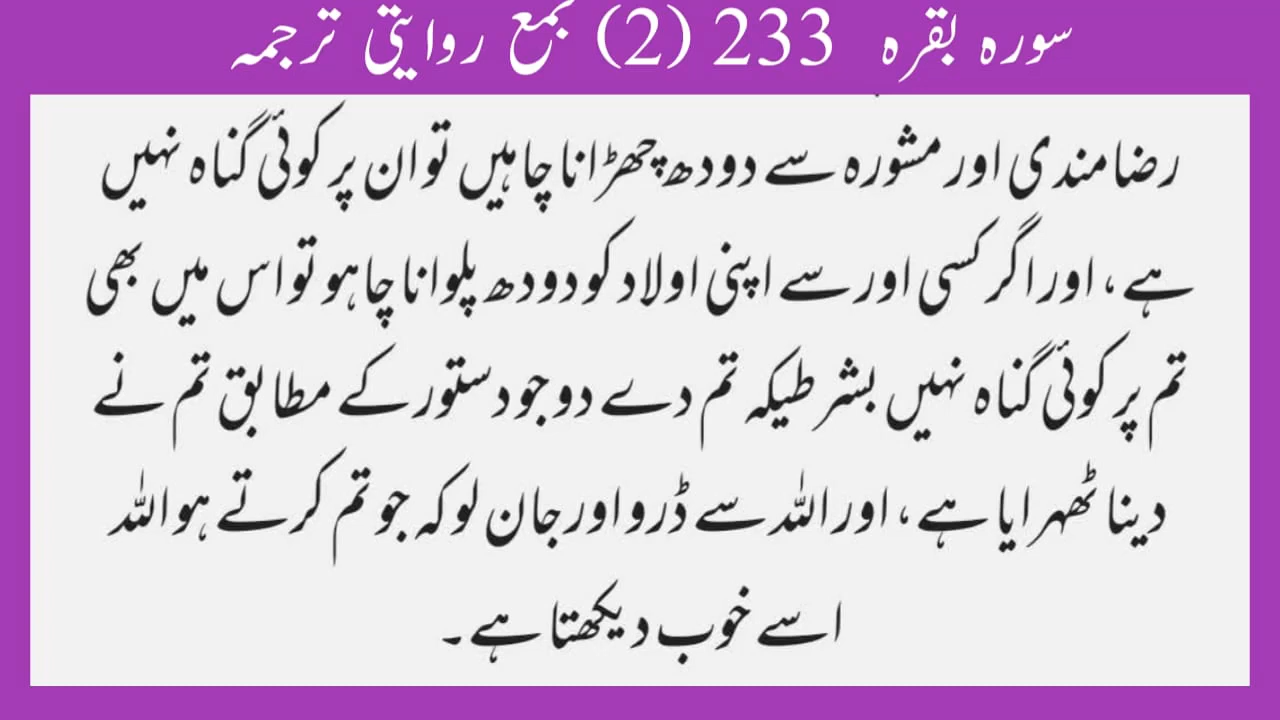 سورہ بقرہ 233 (2) بمع روایتی ترجمہ
رضا مندی اور مشورہ سے دودھ چھڑانا چاہیں تو ان پر کوئی گناہ نہیں
ہے، اور اگر کسی اور سے اپنی اولاد کو دودھ پلوانا چاہو تو اس میں بھی
تم پر کوئی گناہ نہیں بشرطیکہ تم دے دو جو دستور کے مطابق تم نے
دینا ٹھہرایا ہے، اور اللہ سے ڈرو اور جان لو کہ جو تم کرتے ہو اللہ
اسے خوب دیکھتا ہے۔